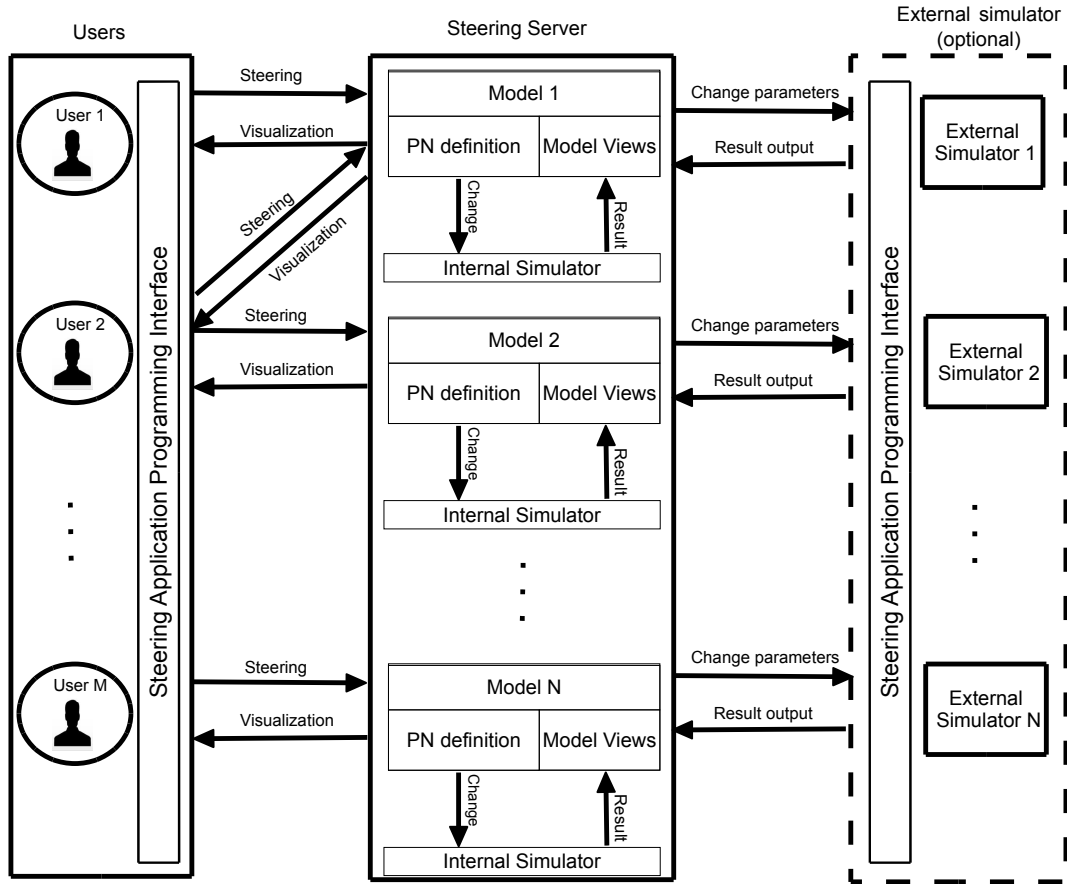 Users
Steering Server
External simulator
(optional)
User 1
User 2
User M
Steering Application Programming Interface
Steering
Visualization
Steering
Visualization
Steering
Visualization
Steering
Visualization
Model 1
PN definition
Model Views
Change
Result
Internal Simulator
Model 2
PN definition
Model Views
Change
Result
Internal Simulator
Model N
PN definition
Model Views
Change
Result
Internal Simulator
Change parameters
Result output
Change parameters
Result output
Change parameters
Result output
Steering Application Programming Interface
External
Simulator 1
External
Simulator 2
External
Simulator N